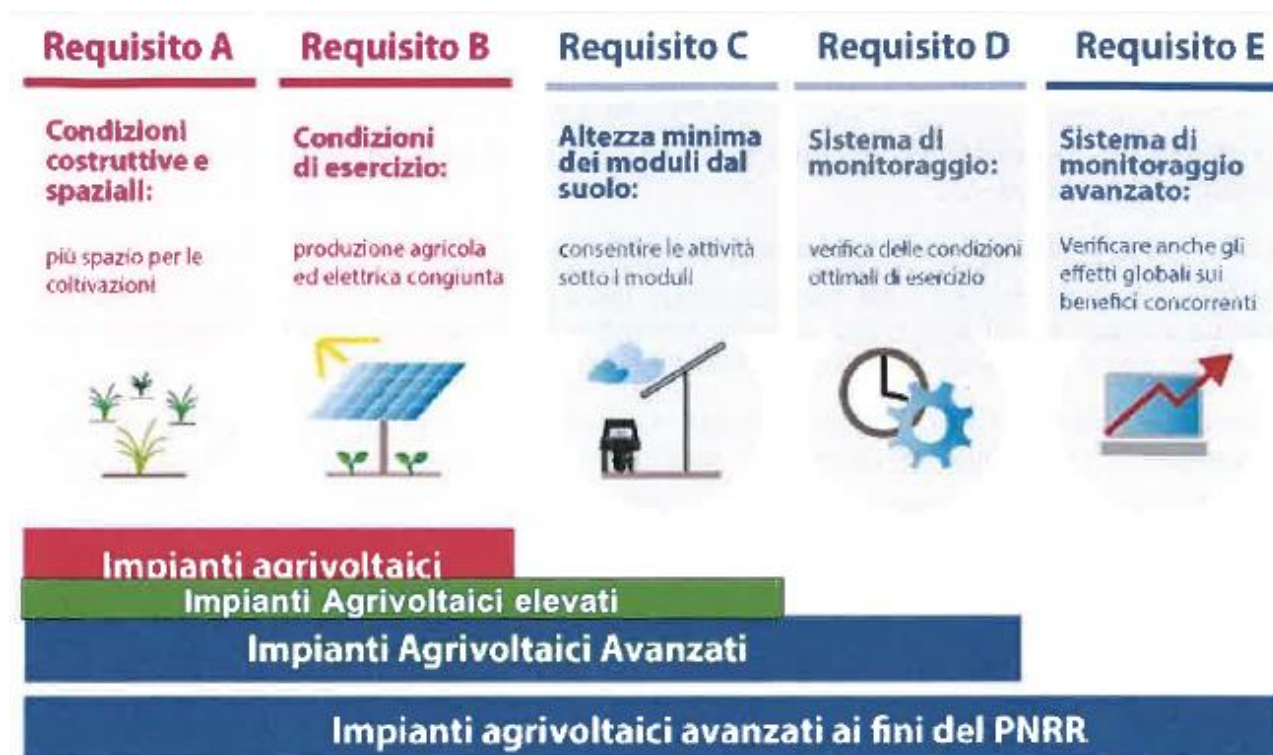 Requisito A
Requisito B
Requisito C
Requisito D
Requisito E
Condizioni
costruttive e
spaziali:
più spazio per le
coltivazioni
Condizioni
di esercizio:
produzione agricola
ed elettrica congiunta
Altezza minima
dei moduli dal
suolo:
consentire le attività
sotto i moduli
Sistema di
monitoraggio:
verifica delle condizioni
ottimali di esercizio
Sistema di
monitoraggio
avanzato:
Verificare anche gli
effetti globali sui
benefici concorrenti
Impianti agrivoltaici
Impianti Agrivoltaici elevati
Impianti Agrivoltaici Avanzati
Impianti agrivoltaici avanzati ai fini del PNRR